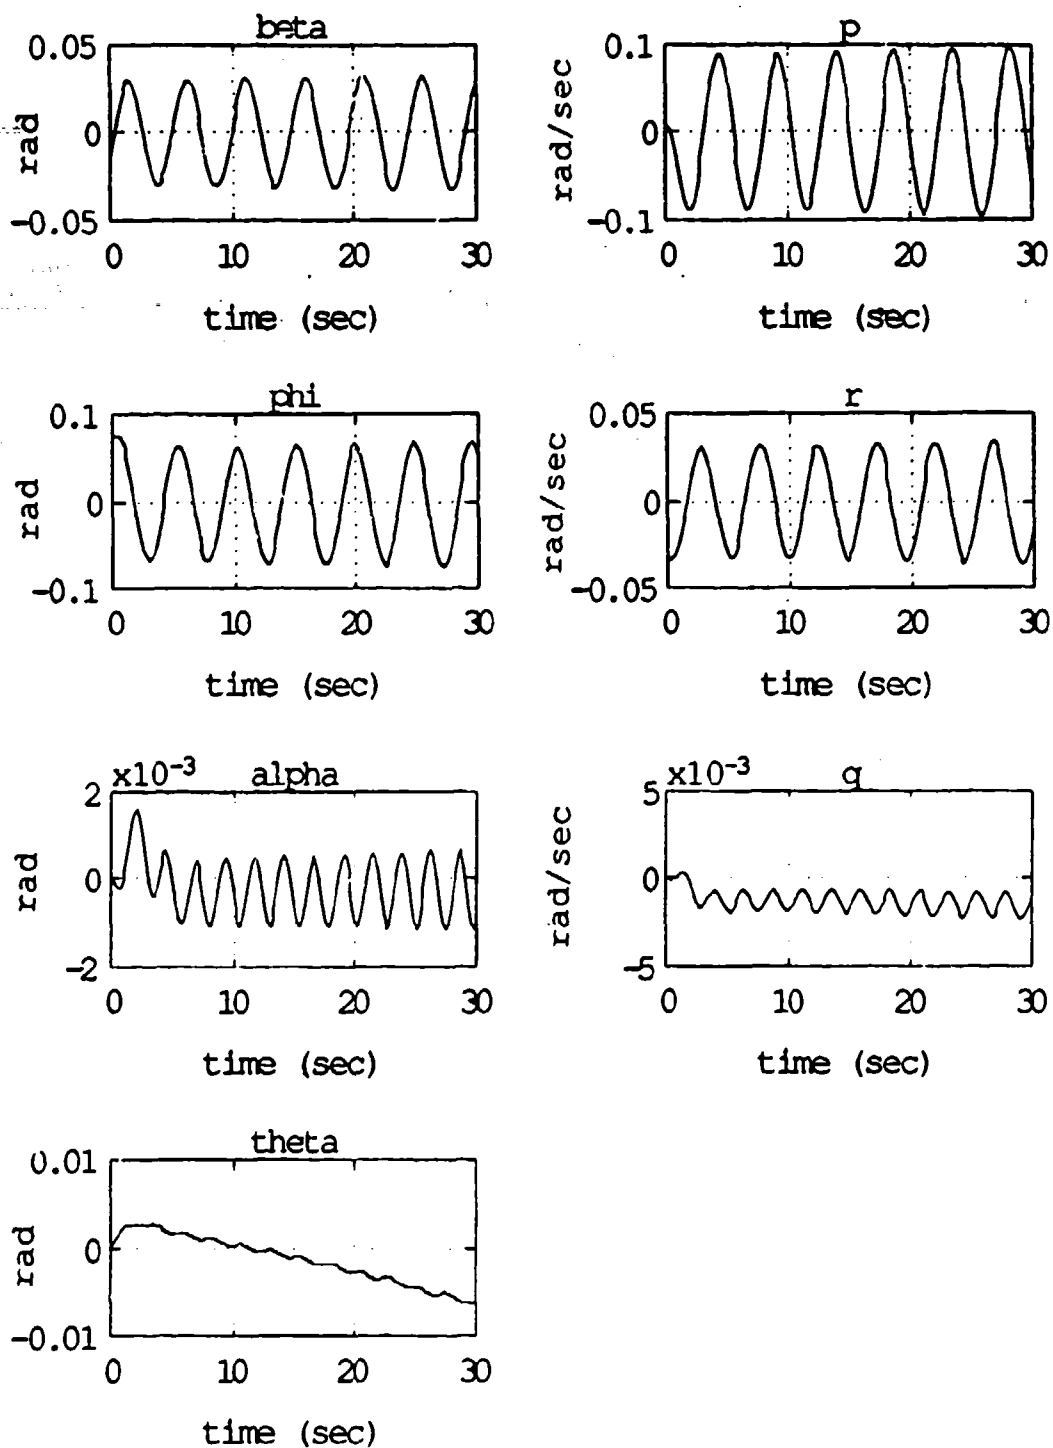 beta
0.05
0
-0.05
rad
0 10 20 30
time (sec)
p
0.1
0
-0.1
rad/sec
0 10 20 30
time (sec)
phi
0.1
0
-0.1
rad
0 10 20 30
time (sec)
r
0.05
0
-0.05
rad/sec
0 10 20 30
time (sec)
x10-3 alpha
2
0
-2
rad
0 10 20 30
time (sec)
x10-3 q
5
0
-5
rad/sec
0 10 20 30
time (sec)
theta
0.01
0
-0.01
rad
0 10 20 30
time (sec)